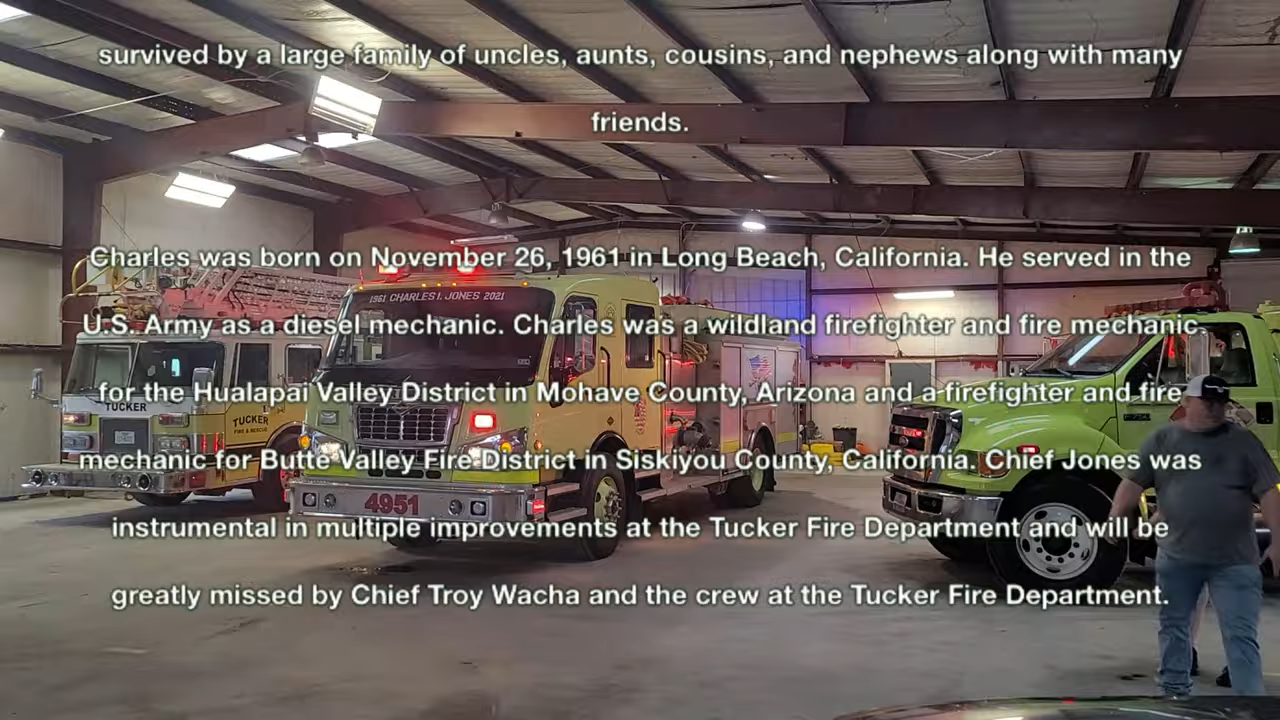 survived by a large family of uncles, aunts, cousins, and nephews along with many
friends.
Charles was born on November 26, 1961 in Long Beach, California. He served in the
U.S. Army as a diesel mechanic. Charles was a wildland firefighter and fire mechanic
for the Hualapai Valley District in Mohave County, Arizona and a firefighter and fire
mechanic for Butte Valley Fire District in Siskiyou County, California. Chief Jones was
instrumental in multiple improvements at the Tucker Fire Department and will be
greatly missed by Chief Troy Wacha and the crew at the Tucker Fire Department.
1961 CHARLES I. JONES 2021
TUCKER
TUCKER
FIRE & RESCUE
4951